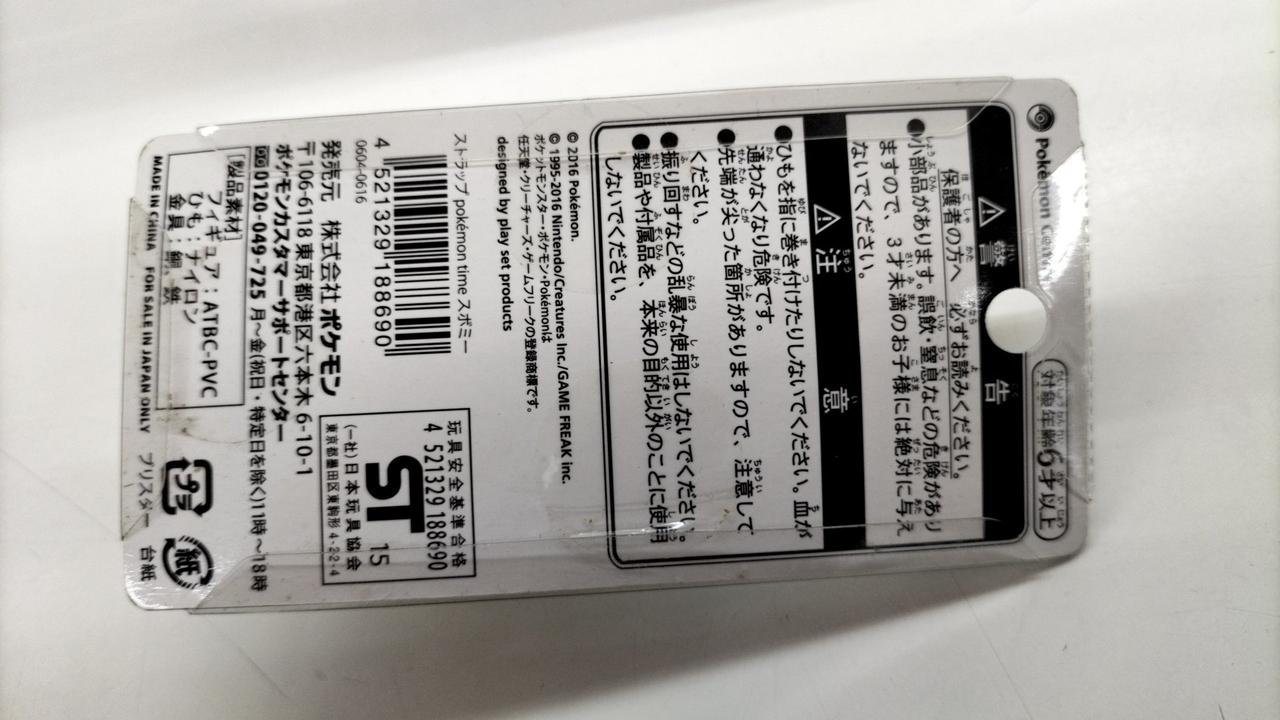 Pokémon Center
対象年齢6才以上
警告
保護者の方へ 必ずお読みください。
●小部品があります。誤飲・窒息などの危険があり
ますので、3才未満のお子様には絶対に与え
ないでください。
注意
●ひもを指に巻き付けたりしないでください。血が
通わなくなり危険です。
●先端が尖った箇所がありますので、注意して
ください。
●振り回すなどの乱暴な使用はしないでください。
●製品や付属品を、本来の目的以外のことに使用
しないでください。
© 2016 Pokémon.
© 1995-2016 Nintendo/Creatures Inc./GAME FREAK inc.
ポケットモンスター・ポケモン・Pokémonは
任天堂・クリーチャーズ・ゲームフリークの登録商標です。
designed by play set products
ストラップ pokémon time スボミー
4 521329 188690
0604-0616
玩具安全基準合格
4 521329 188690
ST 15
(一社)日本玩具協会
東京都墨田区東駒形 4-22-4
発売元 株式会社ポケモン
〒106-6118 東京都港区六本木 6-10-1
ポケモンカスタマーサポートセンター
0120-049-725 月〜金(祝日・特定日を除く)11時〜18時
[製品素材]
フィギュア:ATBC-PVC
ひも:ナイロン
金具:銅、鉄
プラ
紙
MADE IN CHINA FOR SALE IN JAPAN ONLY ブリスター 台紙